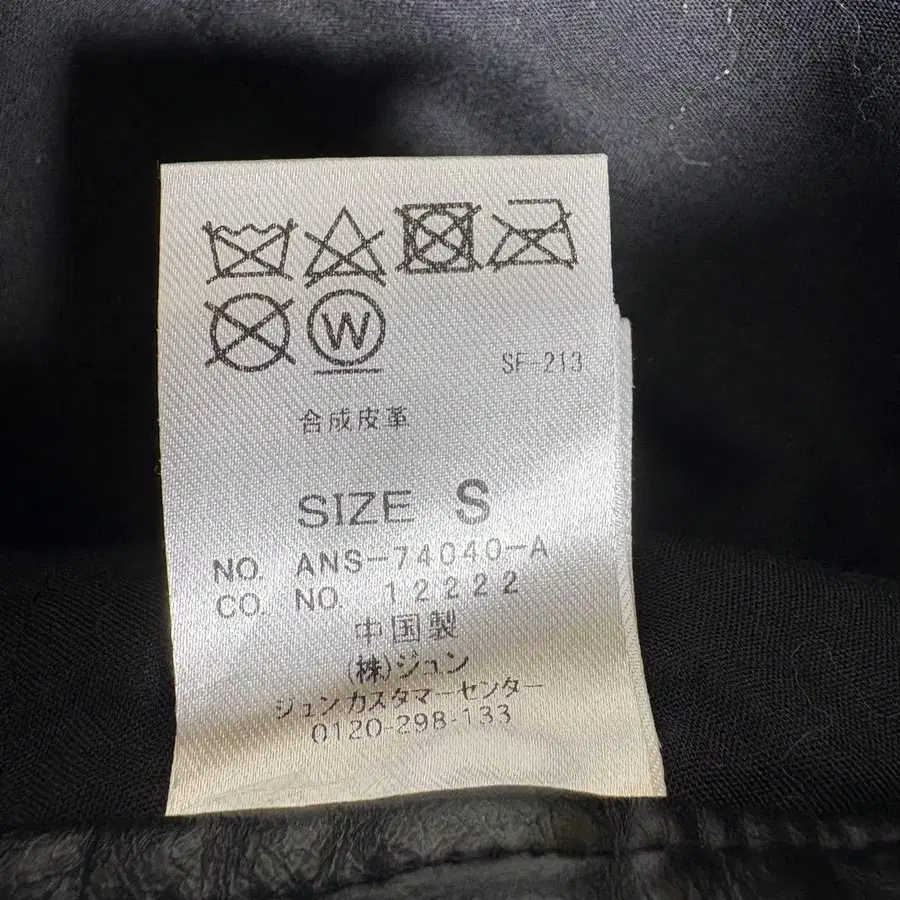 W
SF-213
合成皮革
SIZE S
NO. ANS-74040-A
CO. NO. 12222
中国製
(株)ジュン
ジュンカスタマーセンター
0120-298-133